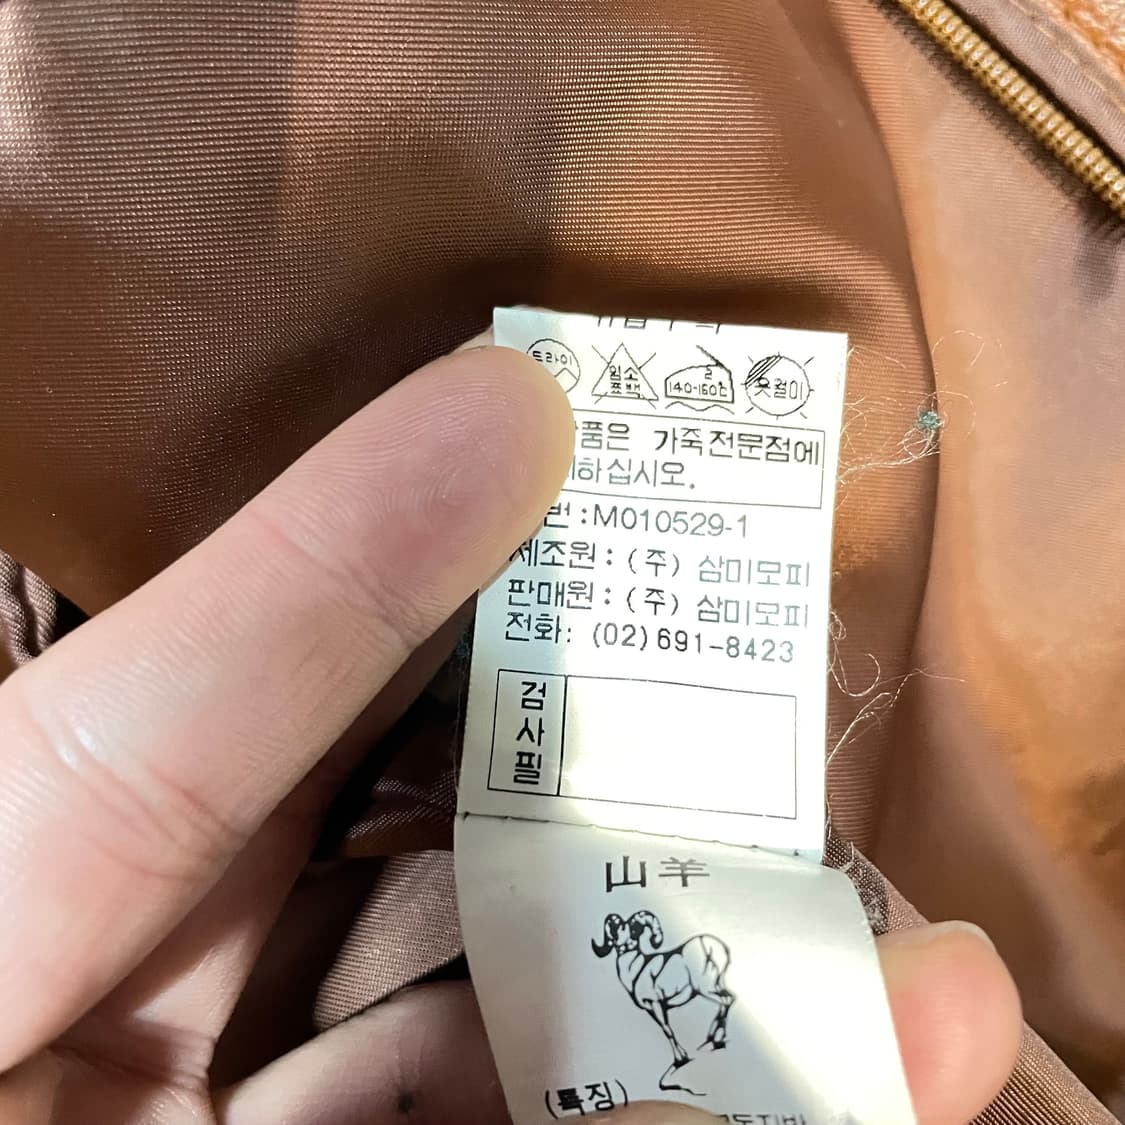 드라이
염소
표백
140-160℃
옷걸이
품은 가죽전문점에
하십시오.
번:M010529-1
제조원: (주) 삼미모피
판매원: (주) 삼미모피
전화: (02)691-8423
검
사
필
山羊
(특징)